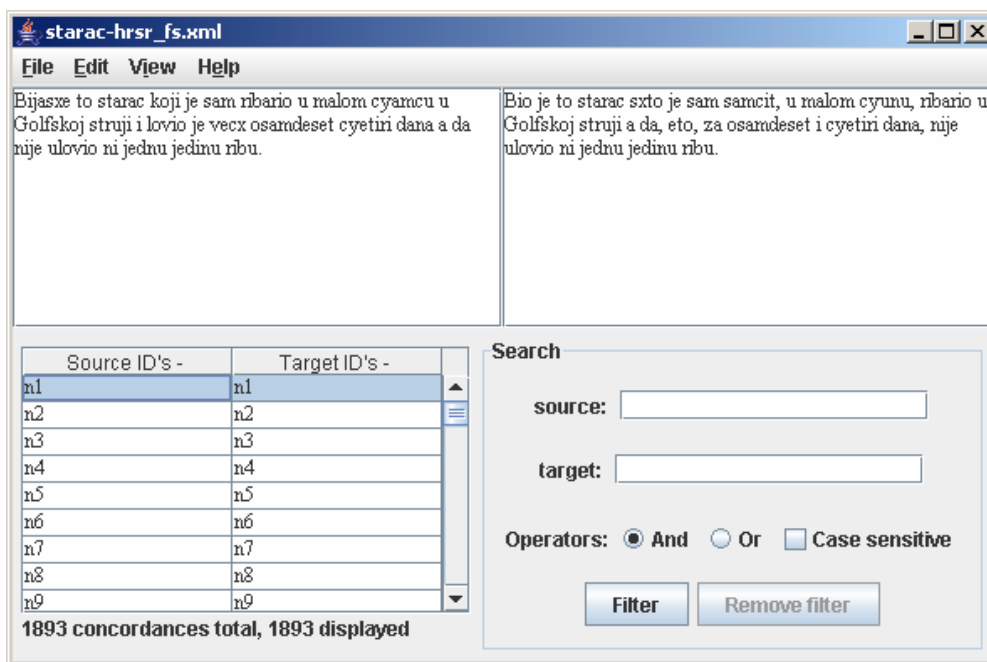 starac-hrsr_fs.xml
File Edit View Help
Bijasxe to starac koji je sam ribario u malom cyamcu u
Golfskoj struji i lovio je vecx osamdeset cyetiri dana a da
nije ulovio ni jednu jedinu ribu.
Bio je to starac sxto je sam samcit, u malom cyunu, ribario u
Golfskoj struji a da, eto, za osamdeset i cyetiri dana, nije
ulovio ni jednu jedinu ribu.
Source ID's - Target ID's -
n1 n1
n2 n2
n3 n3
n4 n4
n5 n5
n6 n6
n7 n7
n8 n8
n9 n9
1893 concordances total, 1893 displayed
Search
source:
target:
Operators: And Or Case sensitive
Filter Remove filter